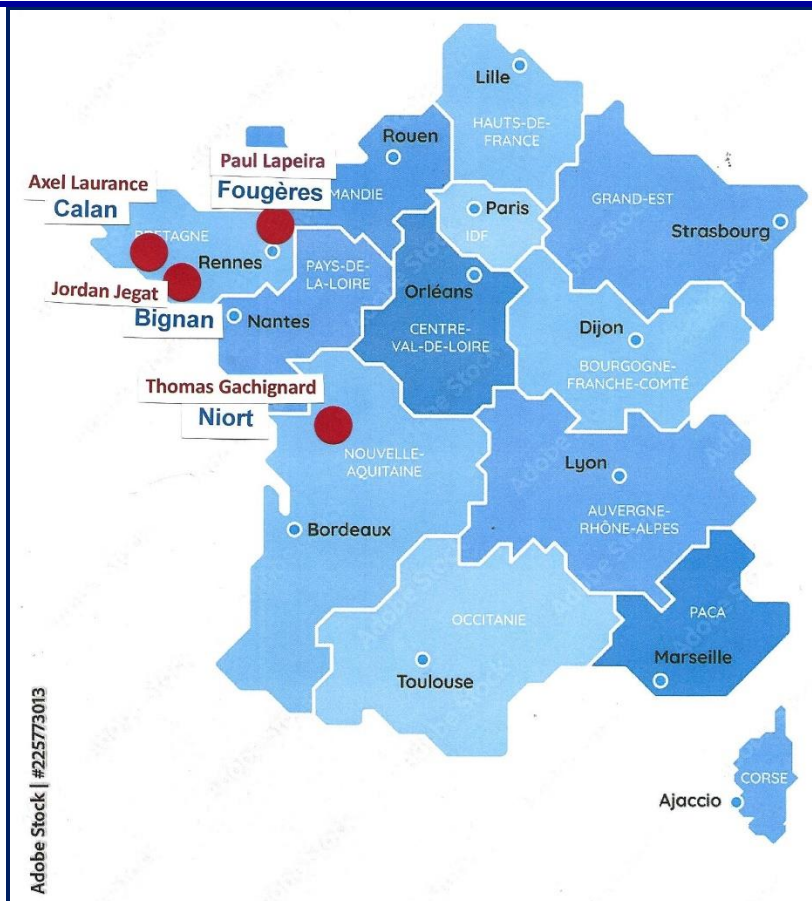 Lille
HAUTS-DE-
FRANCE
Rouen
Paul Lapeira
Fougères
MANDIE
Axel Laurance
Calan
BRETAGNE
Rennes
Jordan Jegat
Bignan
PAYS-DE-
LA-LOIRE
Nantes
Paris
IDF
GRAND-EST
Strasbourg
Orléans
CENTRE-
VAL-DE-LOIRE
Dijon
BOURGOGNE-
FRANCHE-COMTÉ
Thomas Gachignard
Niort
NOUVELLE-
AQUITAINE
Bordeaux
Lyon
AUVERGNE-
RHÔNE-ALPES
OCCITANIE
Toulouse
PACA
Marseille
CORSE
Ajaccio
Adobe Stock | #225773013